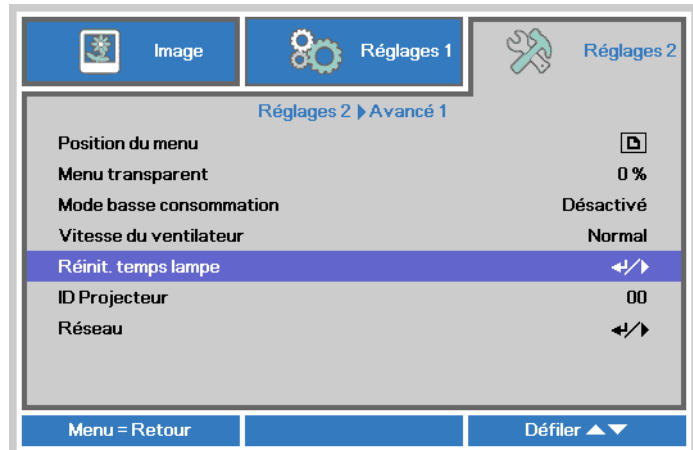 Image
Réglages 1
Réglages 2
Réglages 2 ▶ Avancé 1
Position du menu
Menu transparent 0 %
Mode basse consommation Désactivé
Vitesse du ventilateur Normal
Réinit. temps lampe ↵/▶
ID Projecteur 00
Réseau ↵/▶
Menu = Retour
Défiler ▲▼